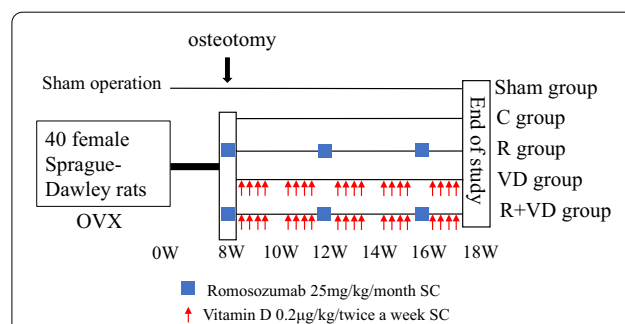 osteotomy
Sham operation
Sham group
C group
R group
VD group
R+VD group
End of study
40 female
Sprague-
Dawley rats
OVX
0W 8W 10W 12W 14W 16W 18W
Romosozumab 25mg/kg/month SC
Vitamin D 0.2μg/kg/twice a week SC